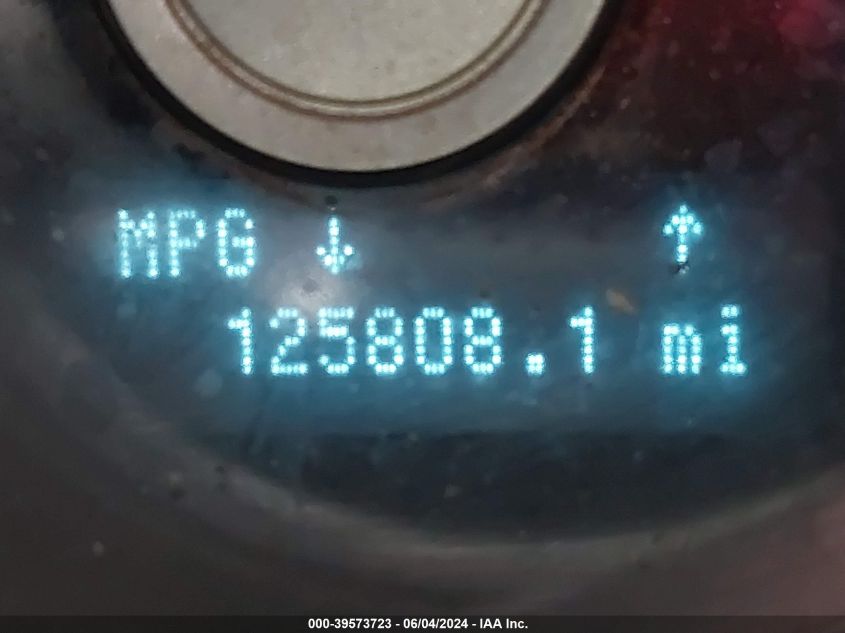 MPG ↓ ↑
125808.1 mi
000-39573723 - 06/04/2024 - IAA Inc.